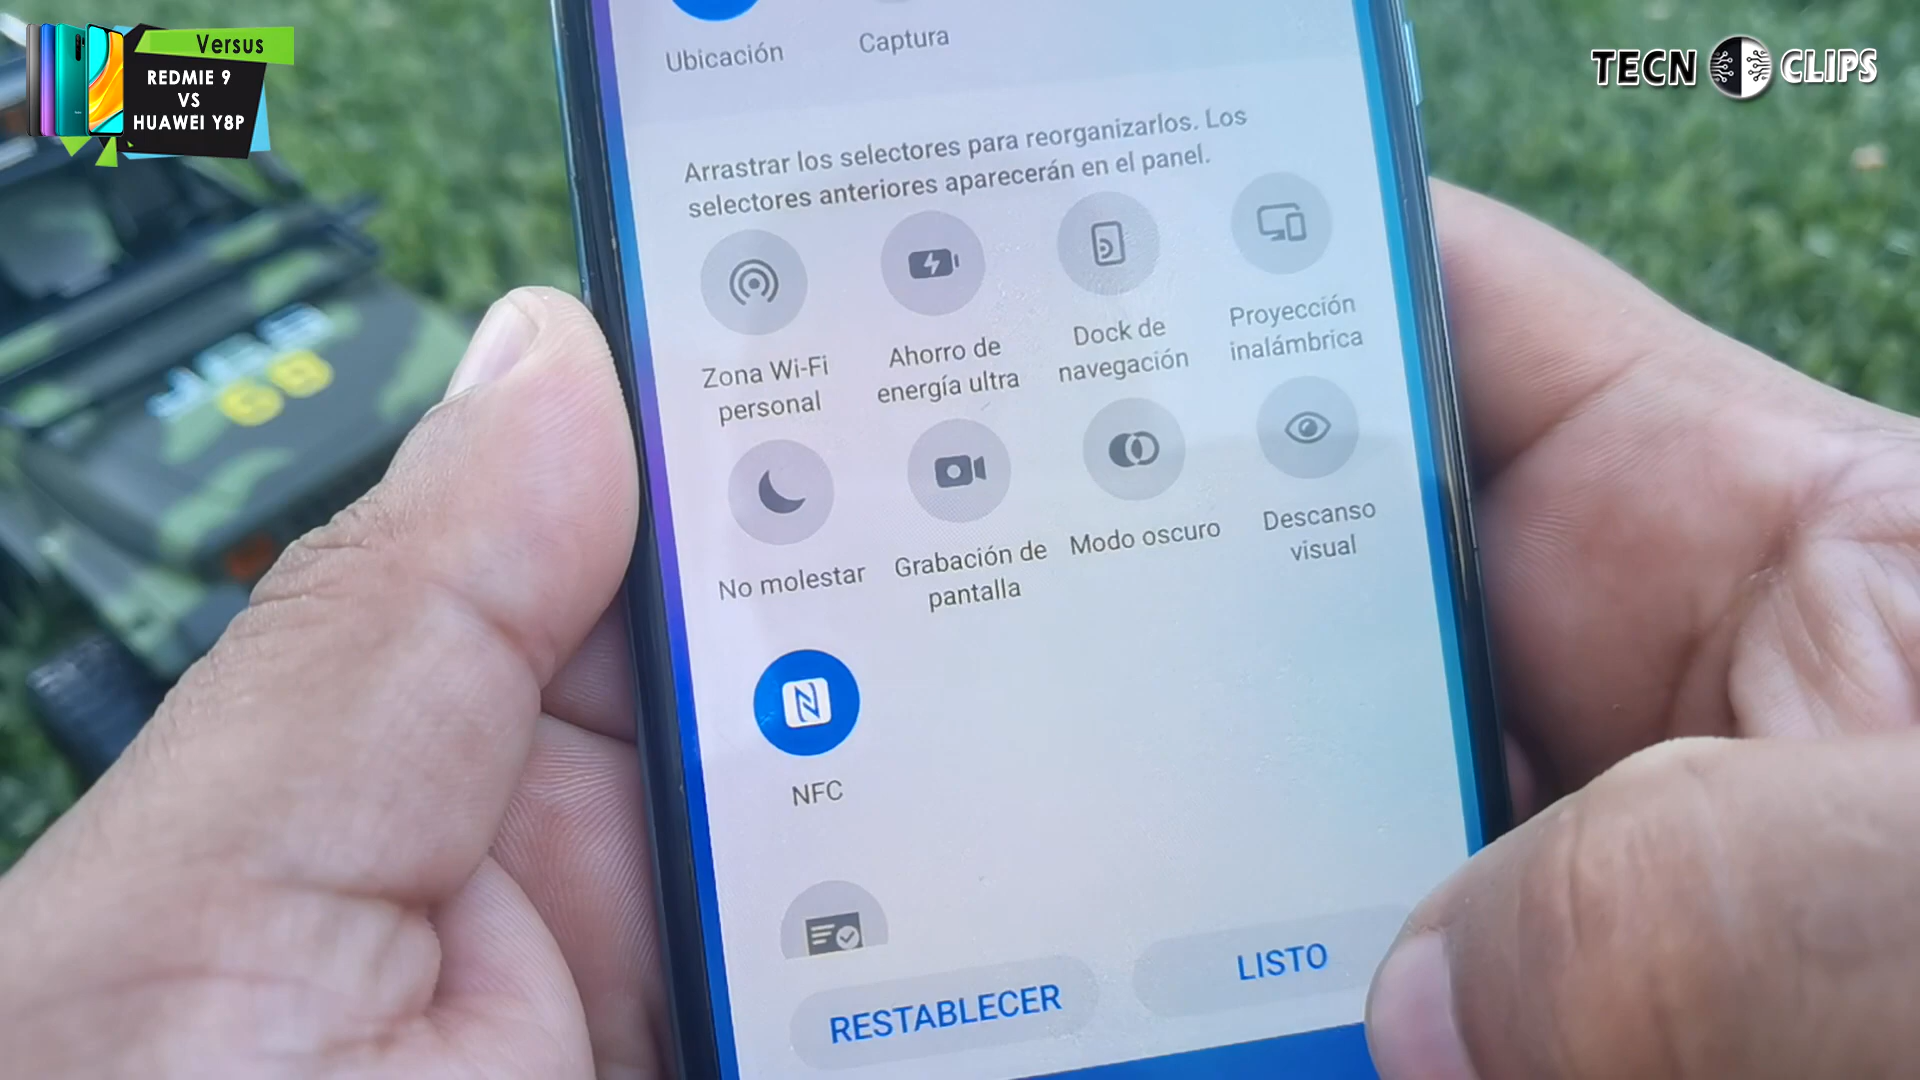 Versus
REDMIE 9
VS
HUAWEI Y8P
TECN CLIPS
Ubicación
Captura
Arrastrar los selectores para reorganizarlos. Los
selectores anteriores aparecerán en el panel.
Zona Wi-Fi
personal
Ahorro de
energía ultra
Dock de
navegación
Proyección
inalámbrica
No molestar
Grabación de
pantalla
Modo oscuro
Descanso
visual
NFC
RESTABLECER
LISTO